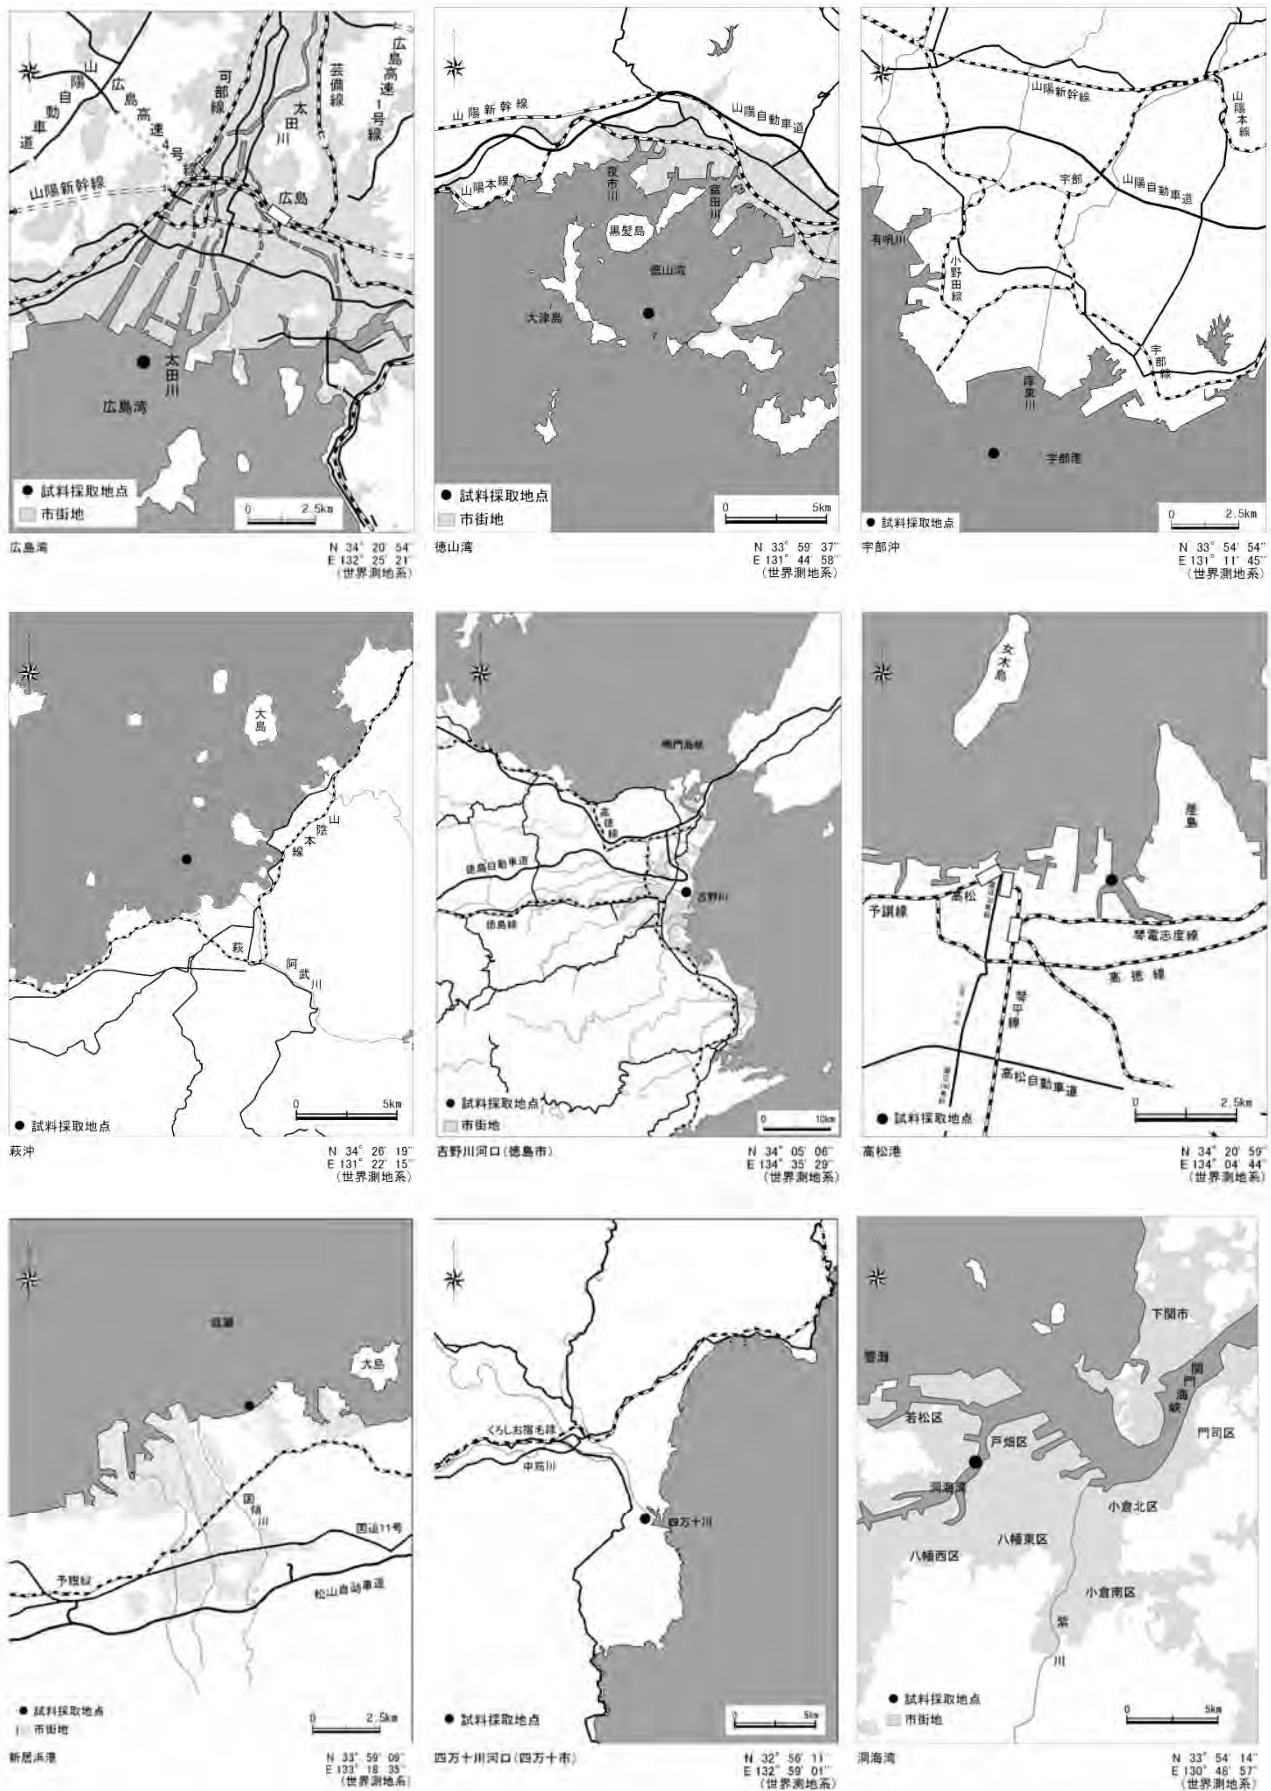 山陽自動車道
広島高速4号線
可部線
太田川
芸備線
広島高速1号線
山陽新幹線
広島
太田川
広島湾
● 試料採取地点
市街地
0 2.5km
広島湾
N 34° 20′ 54″
E 132° 25′ 21″
(世界測地系)
山陽新幹線
山陽自動車道
山陽本線
夜市川
富田川
黒髪島
徳山湾
大津島
● 試料採取地点
市街地
0 5km
徳山湾
N 33° 59′ 37″
E 131° 44′ 58″
(世界測地系)
山陽新幹線
山陽本線
宇部
山陽自動車道
有帆川
小野田線
宇部線
厚東川
宇部港
● 試料採取地点
0 2.5km
宇部沖
N 33° 54′ 54″
E 131° 11′ 45″
(世界測地系)
大島
山陰本線
萩
阿武川
0 5km
● 試料採取地点
萩沖
N 34° 26′ 19″
E 131° 22′ 15″
(世界測地系)
鳴門海峡
高徳線
徳島自動車道
吉野川
徳島線
● 試料採取地点
市街地
0 10km
吉野川河口(徳島市)
N 34° 05′ 06″
E 134° 35′ 29″
(世界測地系)
女木島
屋島
高松
予讃線
琴電志度線
高徳線
琴平線
高松自動車道
● 試料採取地点
0 2.5km
高松港
N 34° 20′ 59″
E 134° 04′ 44″
(世界測地系)
燧灘
大島
国領川
国道11号
予讃線
松山自動車道
● 試料採取地点
市街地
0 2.5km
新居浜港
N 33° 59′ 09″
E 133° 18′ 35″
(世界測地系)
くろしお宿毛線
中筋川
四万十川
● 試料採取地点
0 5km
四万十川河口(四万十市)
N 32° 56′ 11″
E 132° 59′ 01″
(世界測地系)
下関市
響灘
関門海峡
若松区
戸畑区
門司区
洞海湾
小倉北区
八幡東区
八幡西区
小倉南区
紫川
● 試料採取地点
市街地
0 5km
洞海湾
N 33° 54′ 14″
E 130° 48′ 57″
(世界測地系)